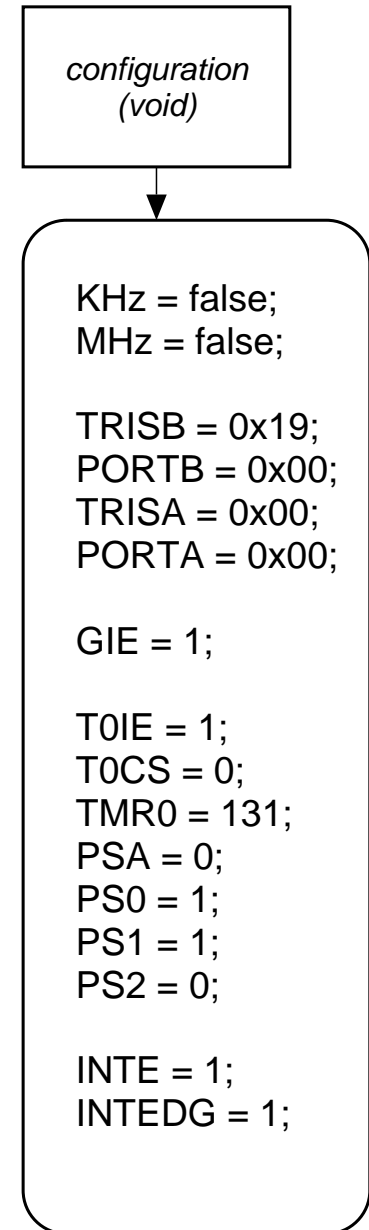 configuration
(void)
KHz = false;
MHz = false;
TRISB = 0x19;
PORTB = 0x00;
TRISA = 0x00;
PORTA = 0x00;
GIE = 1;
T0IE = 1;
T0CS = 0;
TMR0 = 131;
PSA = 0;
PS0 = 1;
PS1 = 1;
PS2 = 0;
INTE = 1;
INTEDG = 1;